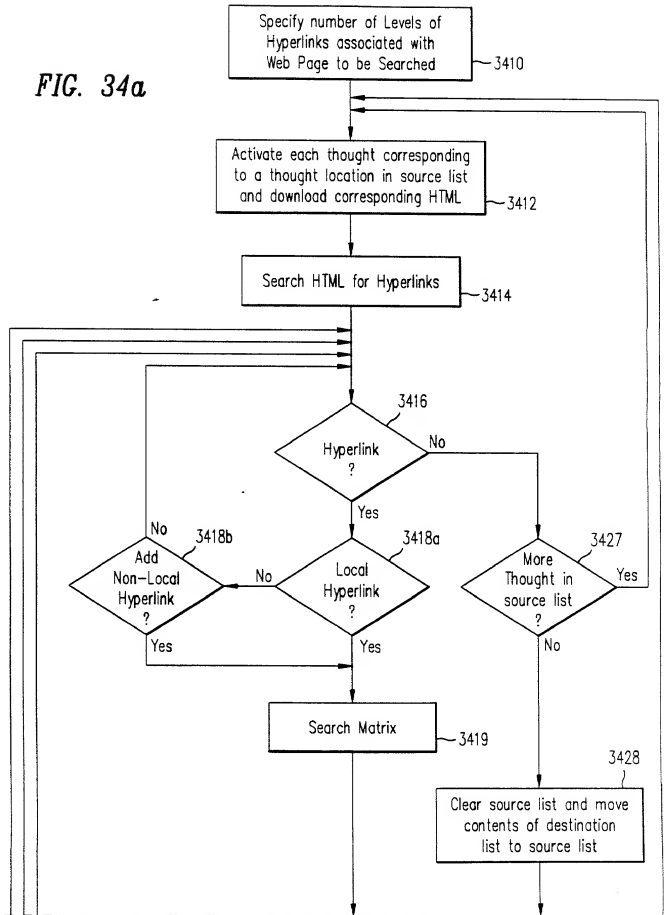 FIG. 34a
Specify number of Levels of
Hyperlinks associated with
Web Page to be Searched
3410
Activate each thought corresponding
to a thought location in source list
and download corresponding HTML
3412
Search HTML for Hyperlinks
3414
3416
Hyperlink
?
No
Yes
3418b
Add
Non-Local
Hyperlink
?
No
Yes
3418a
Local
Hyperlink
?
No
Yes
3427
More
Thought in
source list
?
Yes
No
Search Matrix
3419
3428
Clear source list and move
contents of destination
list to source list